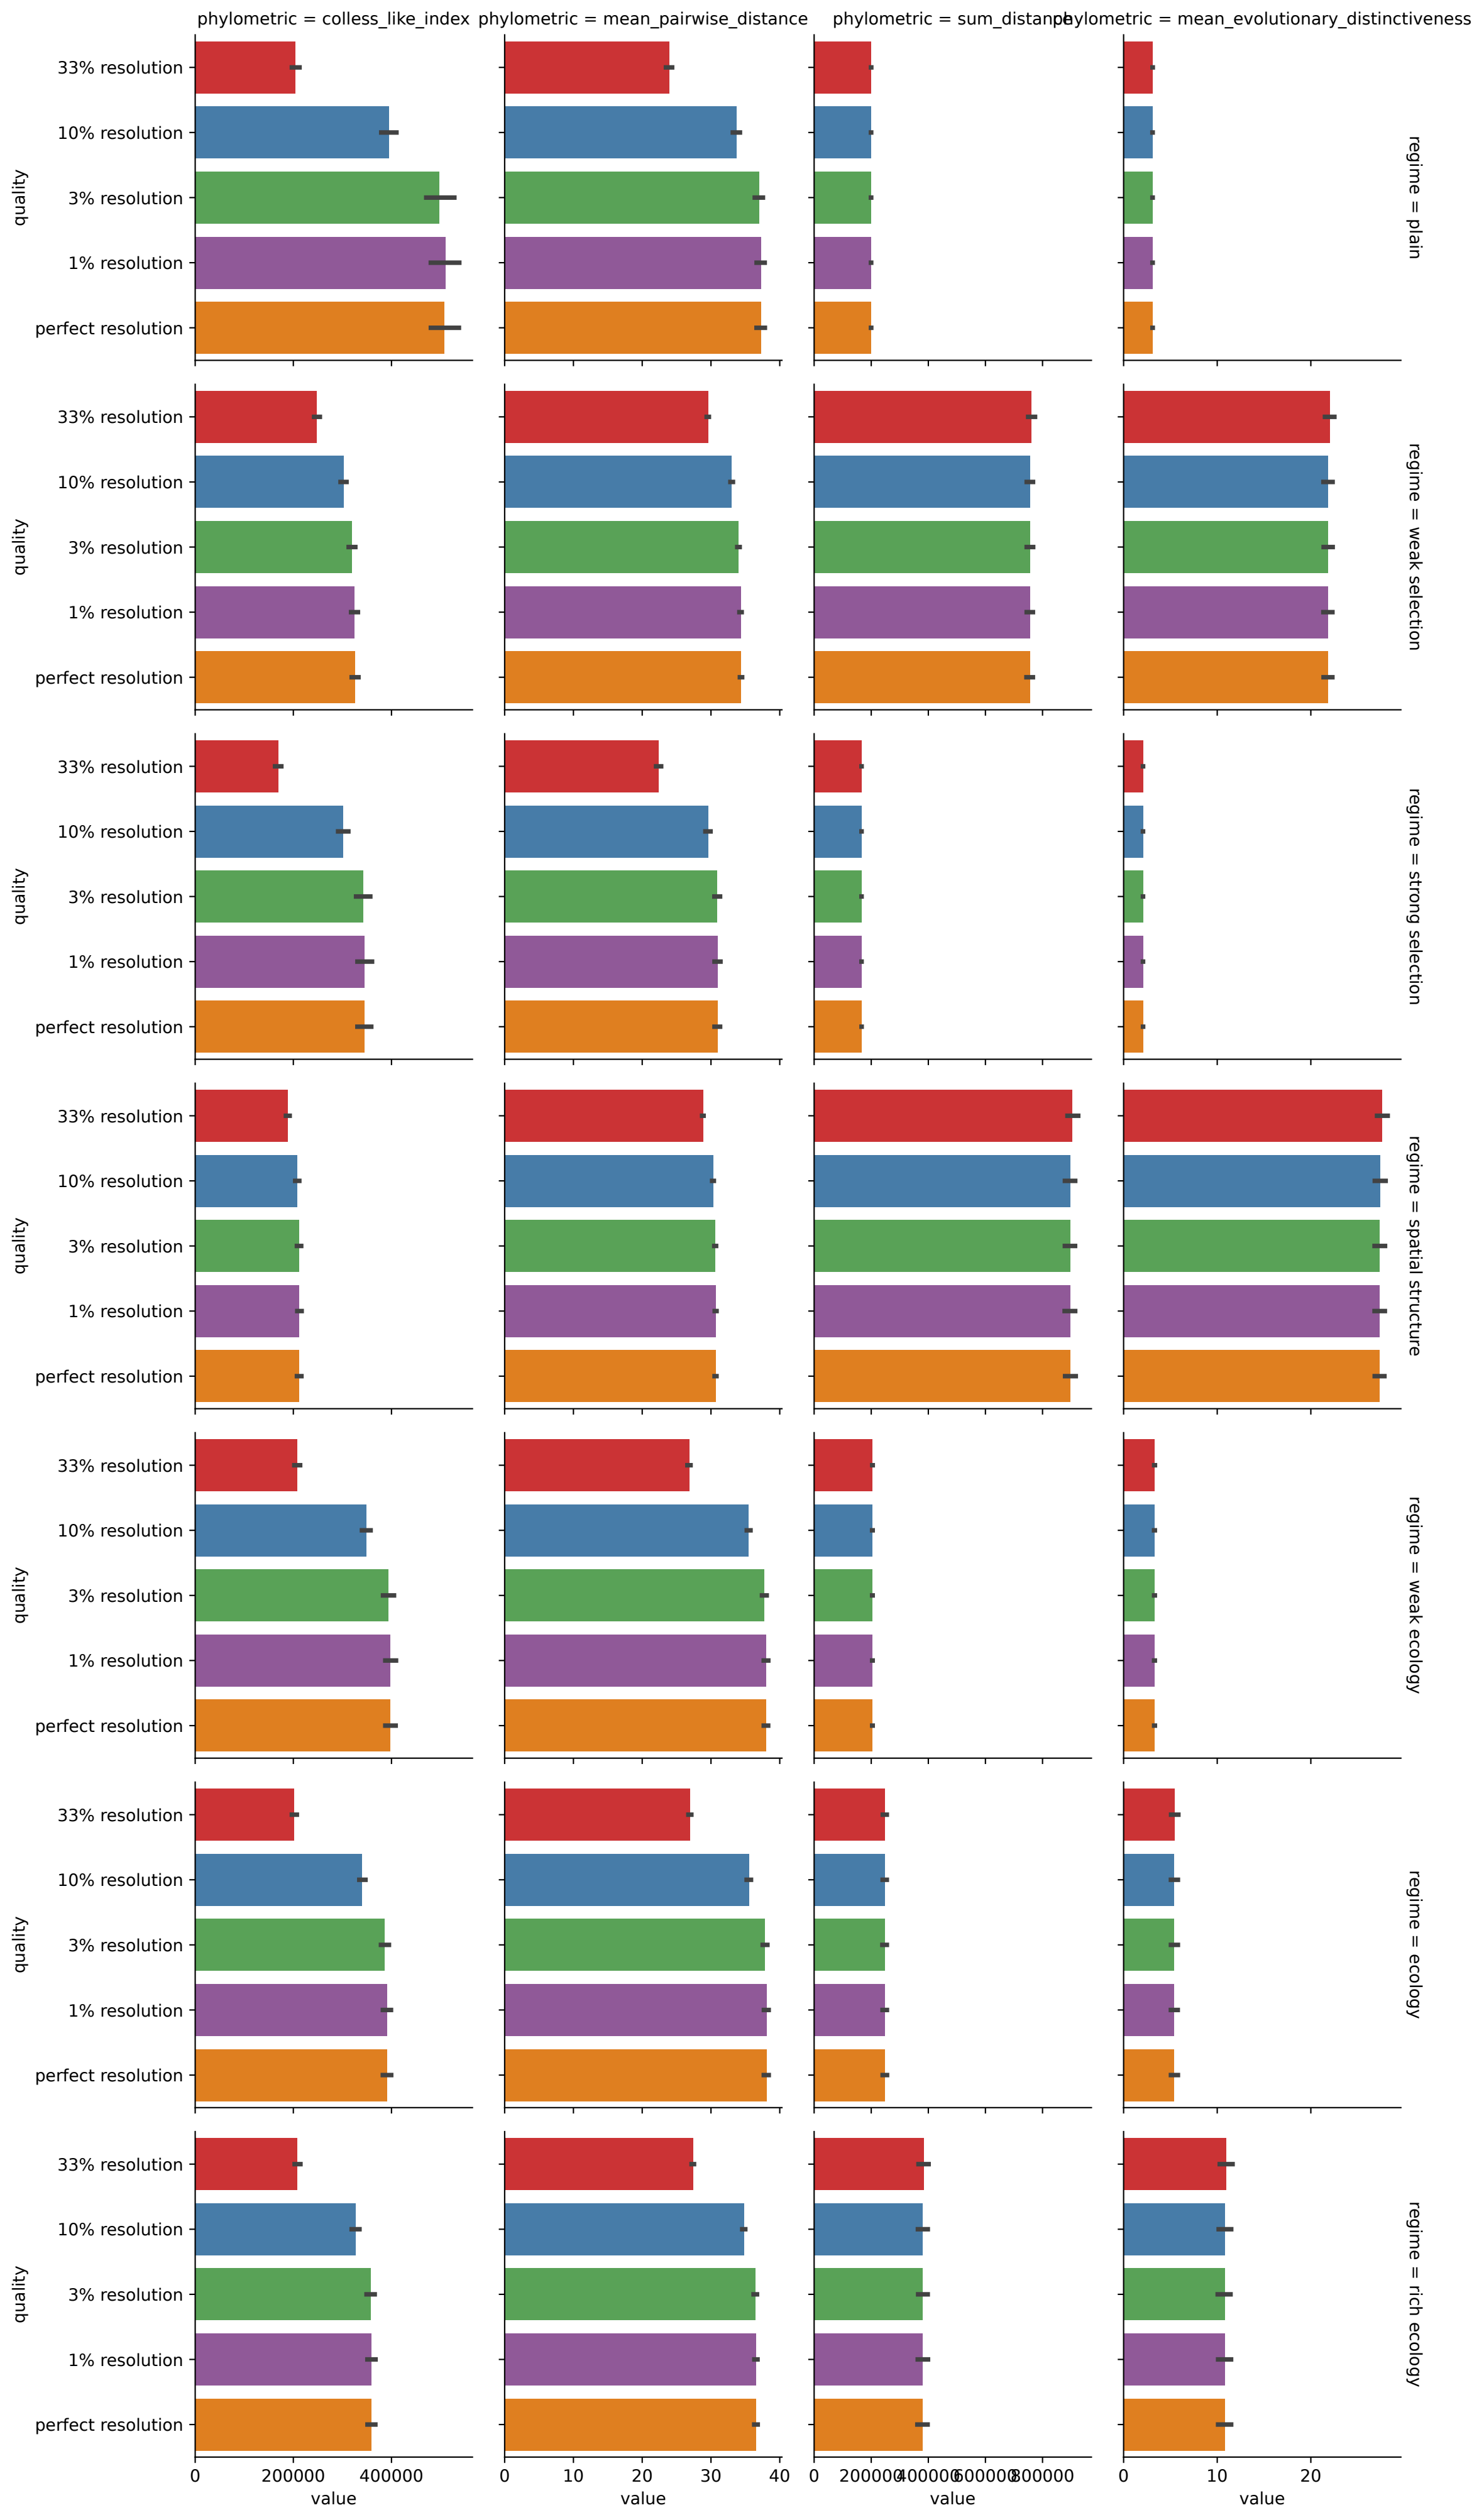 phylometric = colless_like_index phylometric = mean_pairwise_distance phylometric = sum_distance phylometric = mean_evolutionary_distinctiveness
33% resolution
10% resolution
3% resolution
1% resolution
perfect resolution
quality
regime = plain
33% resolution
10% resolution
3% resolution
1% resolution
perfect resolution
quality
regime = weak selection
33% resolution
10% resolution
3% resolution
1% resolution
perfect resolution
quality
regime = strong selection
33% resolution
10% resolution
3% resolution
1% resolution
perfect resolution
quality
regime = spatial structure
33% resolution
10% resolution
3% resolution
1% resolution
perfect resolution
quality
regime = weak ecology
33% resolution
10% resolution
3% resolution
1% resolution
perfect resolution
quality
regime = ecology
33% resolution
10% resolution
3% resolution
1% resolution
perfect resolution
quality
regime = rich ecology
0 200000 400000 0 10 20 30 40 0 200000 400000 600000 800000 0 10 20
value value value value